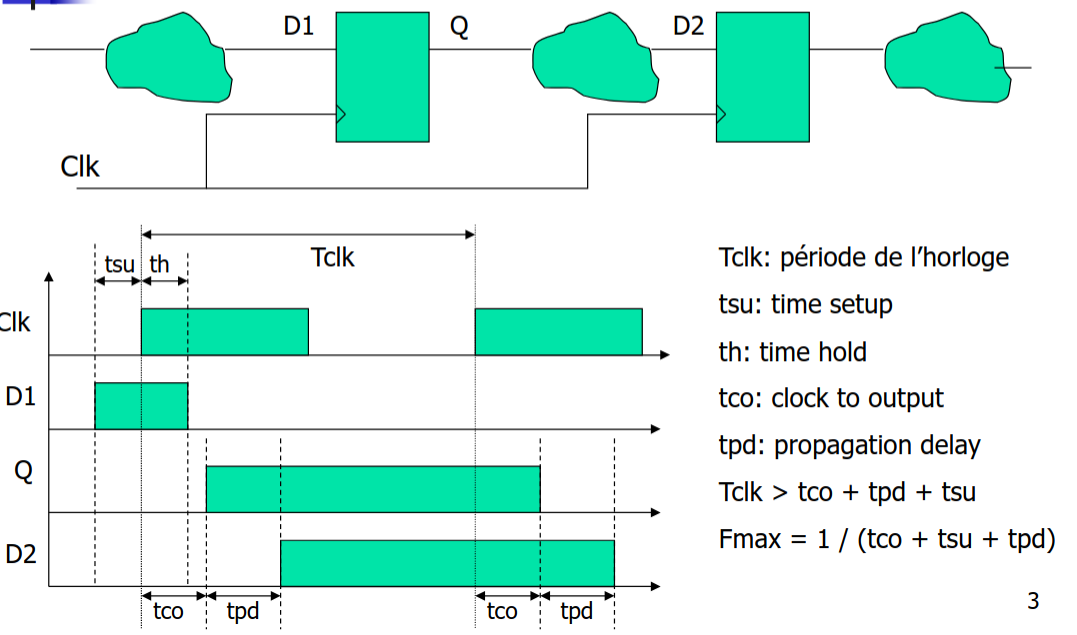 D1 Q D2
Clk
Tclk
tsu th
Clk
D1
Q
D2
tco tpd tco tpd
Tclk: période de l’horloge
tsu: time setup
th: time hold
tco: clock to output
tpd: propagation delay
Tclk > tco + tpd + tsu
Fmax = 1 / (tco + tsu + tpd)
3